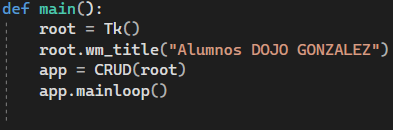 def main():
    root = Tk()
    root.wm_title("Alumnos DOJO GONZALEZ")
    app = CRUD(root)
    app.mainloop()